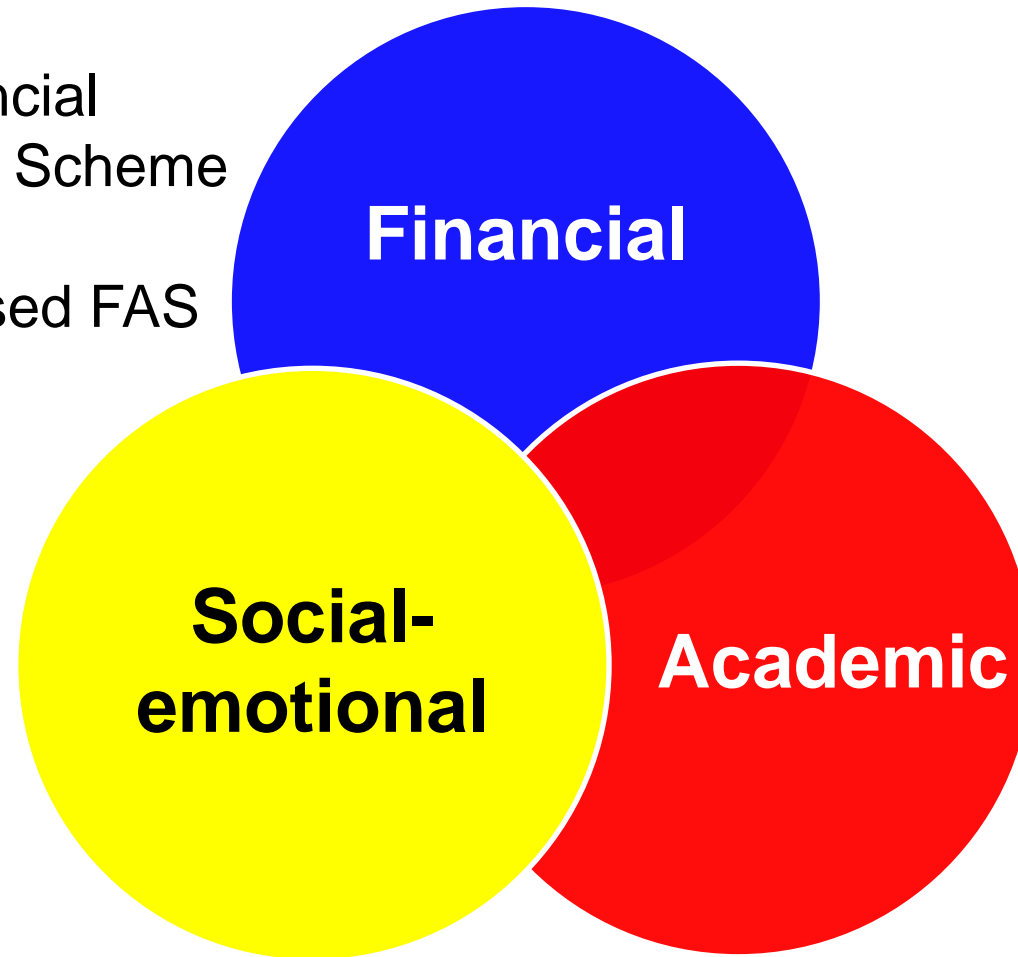 ncial
Scheme
sed FAS
Financial
Social-
emotional
Academic